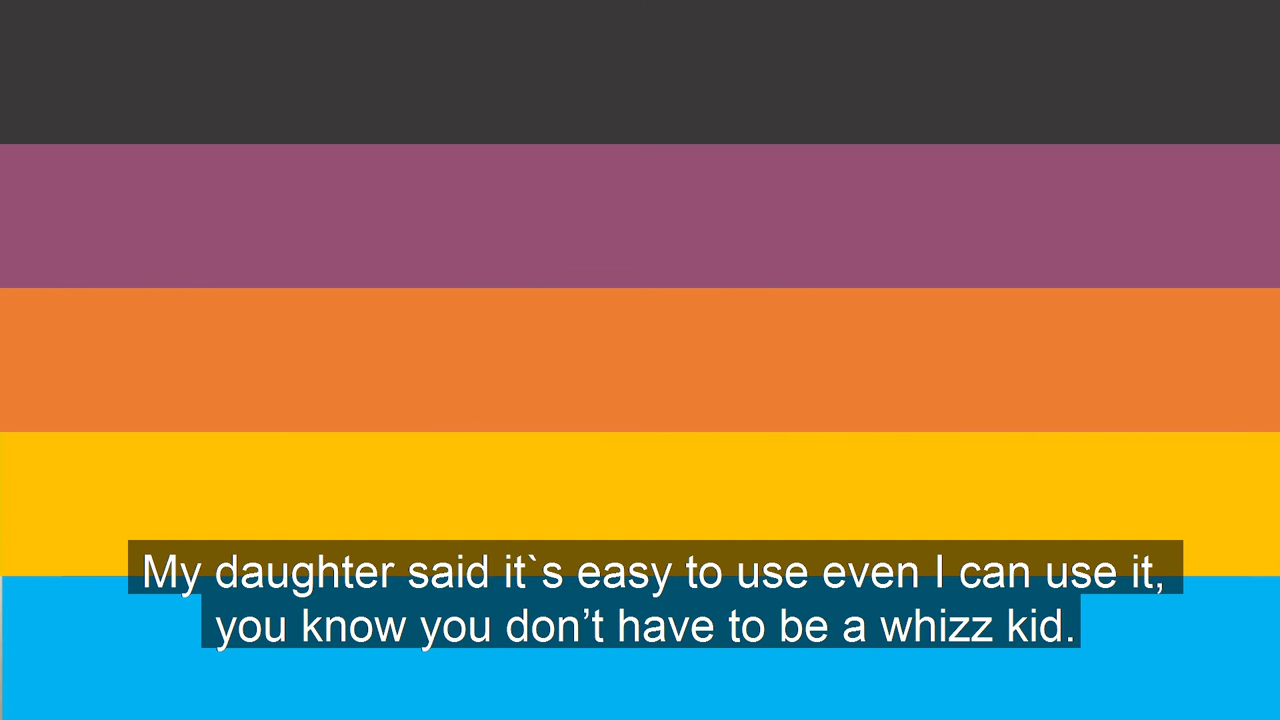 My daughter said it`s easy to use even I can use it,
you know you don’t have to be a whizz kid.